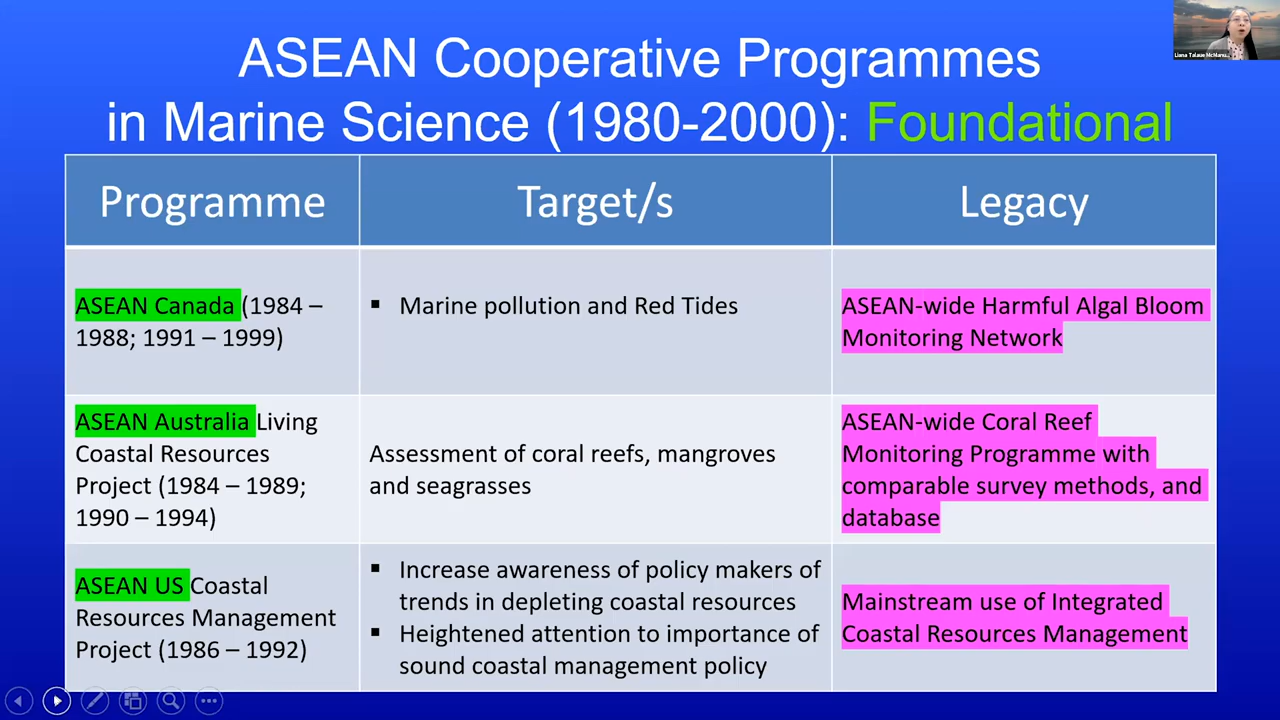 ASEAN Cooperative Programmes
in Marine Science (1980-2000): Foundational
Programme
Target/s
Legacy
ASEAN Canada (1984 –
1988; 1991 – 1999)
▪ Marine pollution and Red Tides
ASEAN-wide Harmful Algal Bloom
Monitoring Network
ASEAN Australia Living
Coastal Resources
Project (1984 – 1989;
1990 – 1994)
Assessment of coral reefs, mangroves
and seagrasses
ASEAN-wide Coral Reef
Monitoring Programme with
comparable survey methods, and
database
ASEAN US Coastal
Resources Management
Project (1986 – 1992)
▪ Increase awareness of policy makers of
trends in depleting coastal resources
▪ Heightened attention to importance of
sound coastal management policy
Mainstream use of Integrated
Coastal Resources Management
Liana Talaue